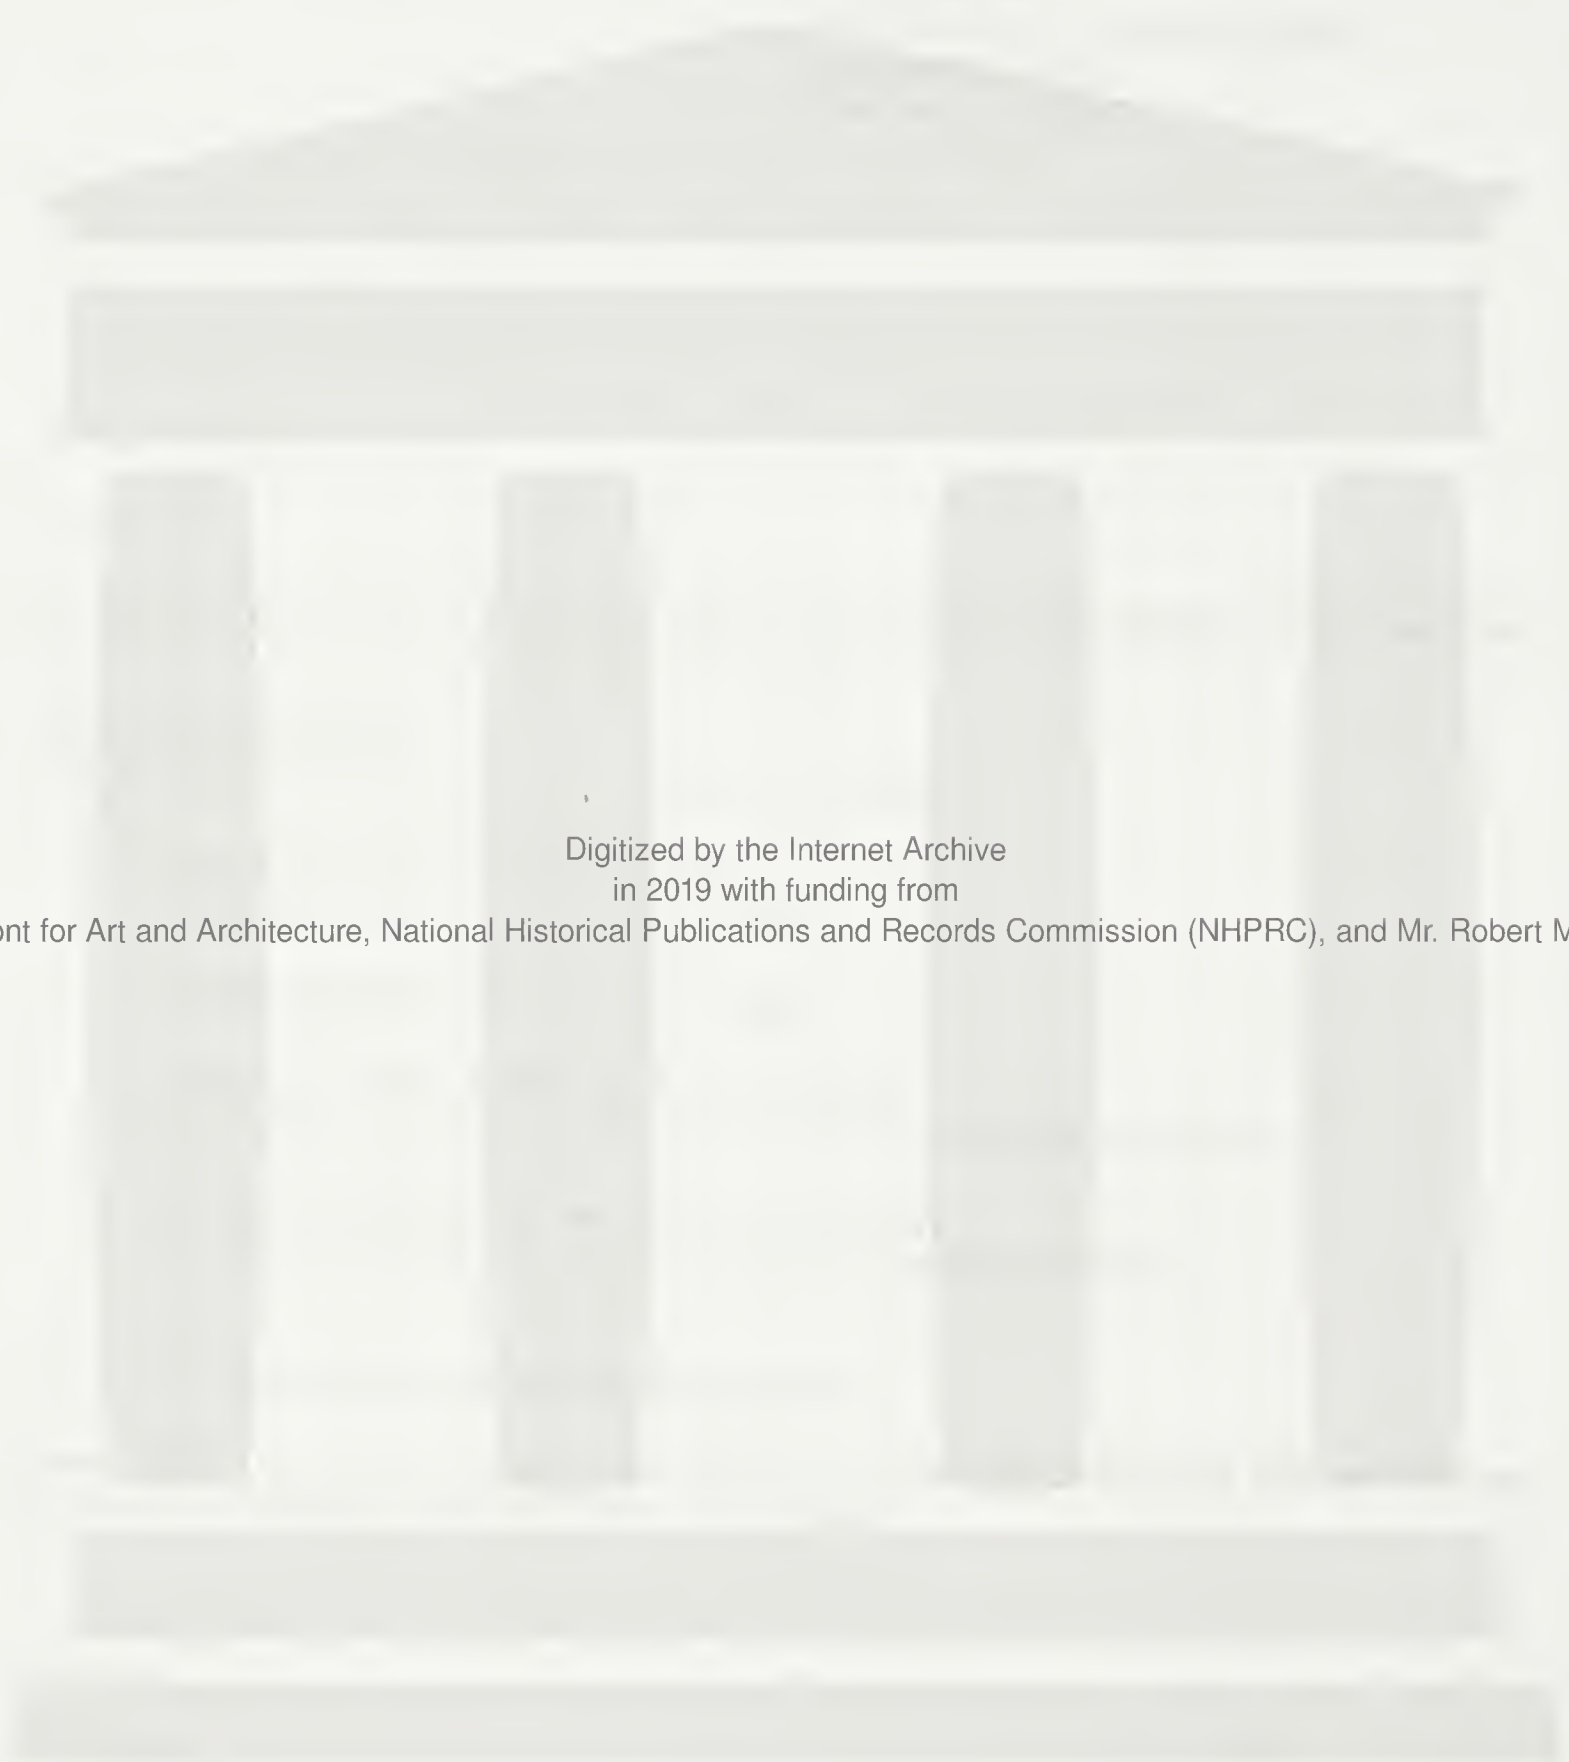 Digitized by the Internet Archive
in 2019 with funding from
for Art and Architecture, National Historical Publications and Records Commission (NHPRC), and Mr. Robert